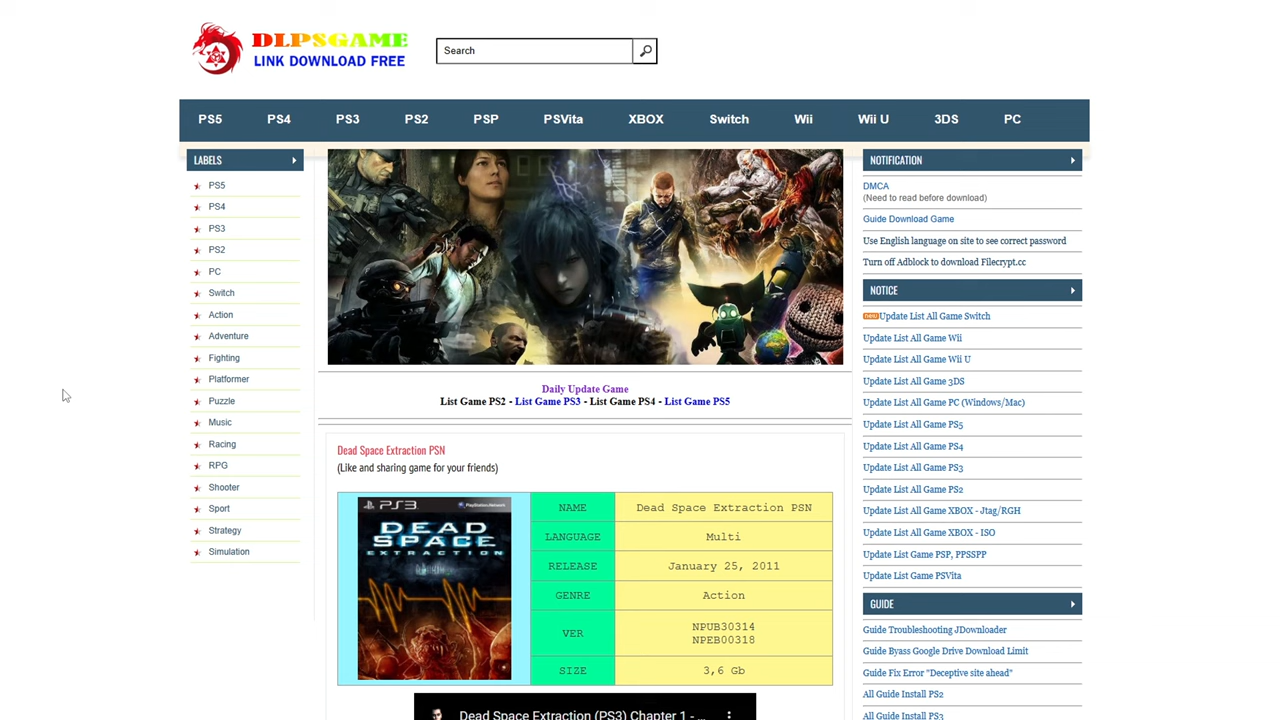 DLPSGAME
LINK DOWNLOAD FREE
Search
PS5 PS4 PS3 PS2 PSP PSVita XBOX Switch Wii Wii U 3DS PC
LABELS
PS5
PS4
PS3
PS2
PC
Switch
Action
Adventure
Fighting
Platformer
Puzzle
Music
Racing
RPG
Shooter
Sport
Strategy
Simulation
Daily Update Game
List Game PS2 - List Game PS3 - List Game PS4 - List Game PS5
Dead Space Extraction PSN
(Like and sharing game for your friends)
PS3 PlayStation Network
DEAD
SPACE
EXTRACTION
NAME Dead Space Extraction PSN
LANGUAGE Multi
RELEASE January 25, 2011
GENRE Action
VER NPUB30314
NPEB00318
SIZE 3,6 Gb
Dead Space Extraction (PS3) Chapter 1 - ...
NOTIFICATION
DMCA
(Need to read before download)
Guide Download Game
Use English language on site to see correct password
Turn off Adblock to download Filecrypt.cc
NOTICE
Update List All Game Switch
Update List All Game Wii
Update List All Game Wii U
Update List All Game 3DS
Update List All Game PC (Windows/Mac)
Update List All Game PS5
Update List All Game PS4
Update List All Game PS3
Update List All Game PS2
Update List All Game XBOX - Jtag/RGH
Update List All Game XBOX - ISO
Update List Game PSP, PPSSPP
Update List Game PSVita
GUIDE
Guide Troubleshooting JDownloader
Guide Byass Google Drive Download Limit
Guide Fix Error "Deceptive site ahead"
All Guide Install PS2
All Guide Install PS3